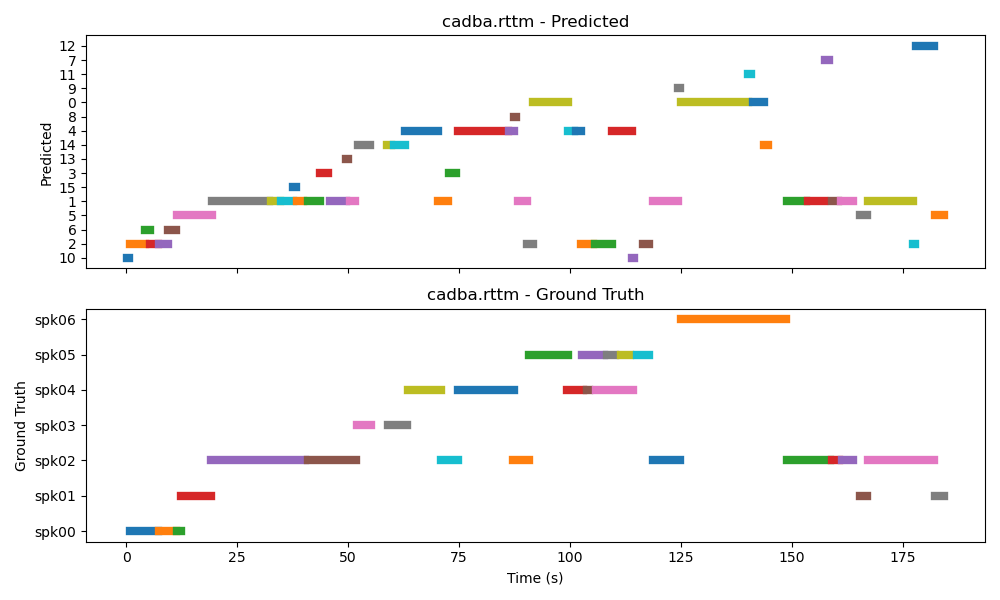 cadba.rttm - Predicted
Predicted
12
7
11
9
0
8
4
14
13
3
15
1
5
6
2
10
cadba.rttm - Ground Truth
Ground Truth
spk06
spk05
spk04
spk03
spk02
spk01
spk00
0 25 50 75 100 125 150 175
Time (s)